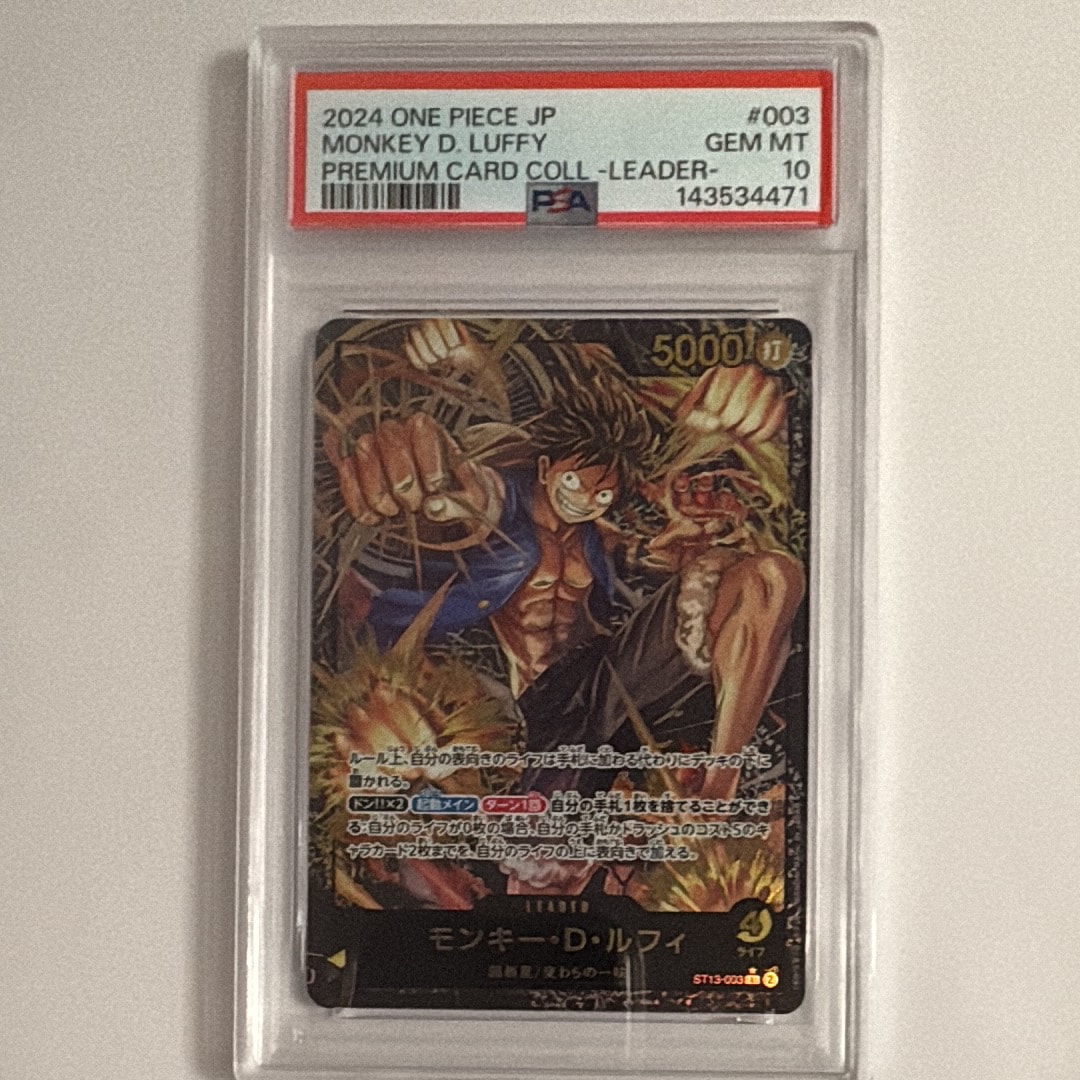 2024 ONE PIECE JP #003
MONKEY D. LUFFY GEM MT
PREMIUM CARD COLL -LEADER- 10
PSA 143534471
5000 打
ルール上、自分の表向きのライフは手札に加わる代わりにデッキの下に
置かれる。
ドン!!×2 起動メイン ターン1回 自分の手札1枚を捨てることができ
る:自分のライフが0枚の場合、自分の手札かトラッシュのコスト5のキ
ャラカード2枚までを、自分のライフの上に表向きで加える。
LEADER
モンキー・D・ルフィ
4
ライフ
超新星/麦わらの一味
ST13-003 L 2